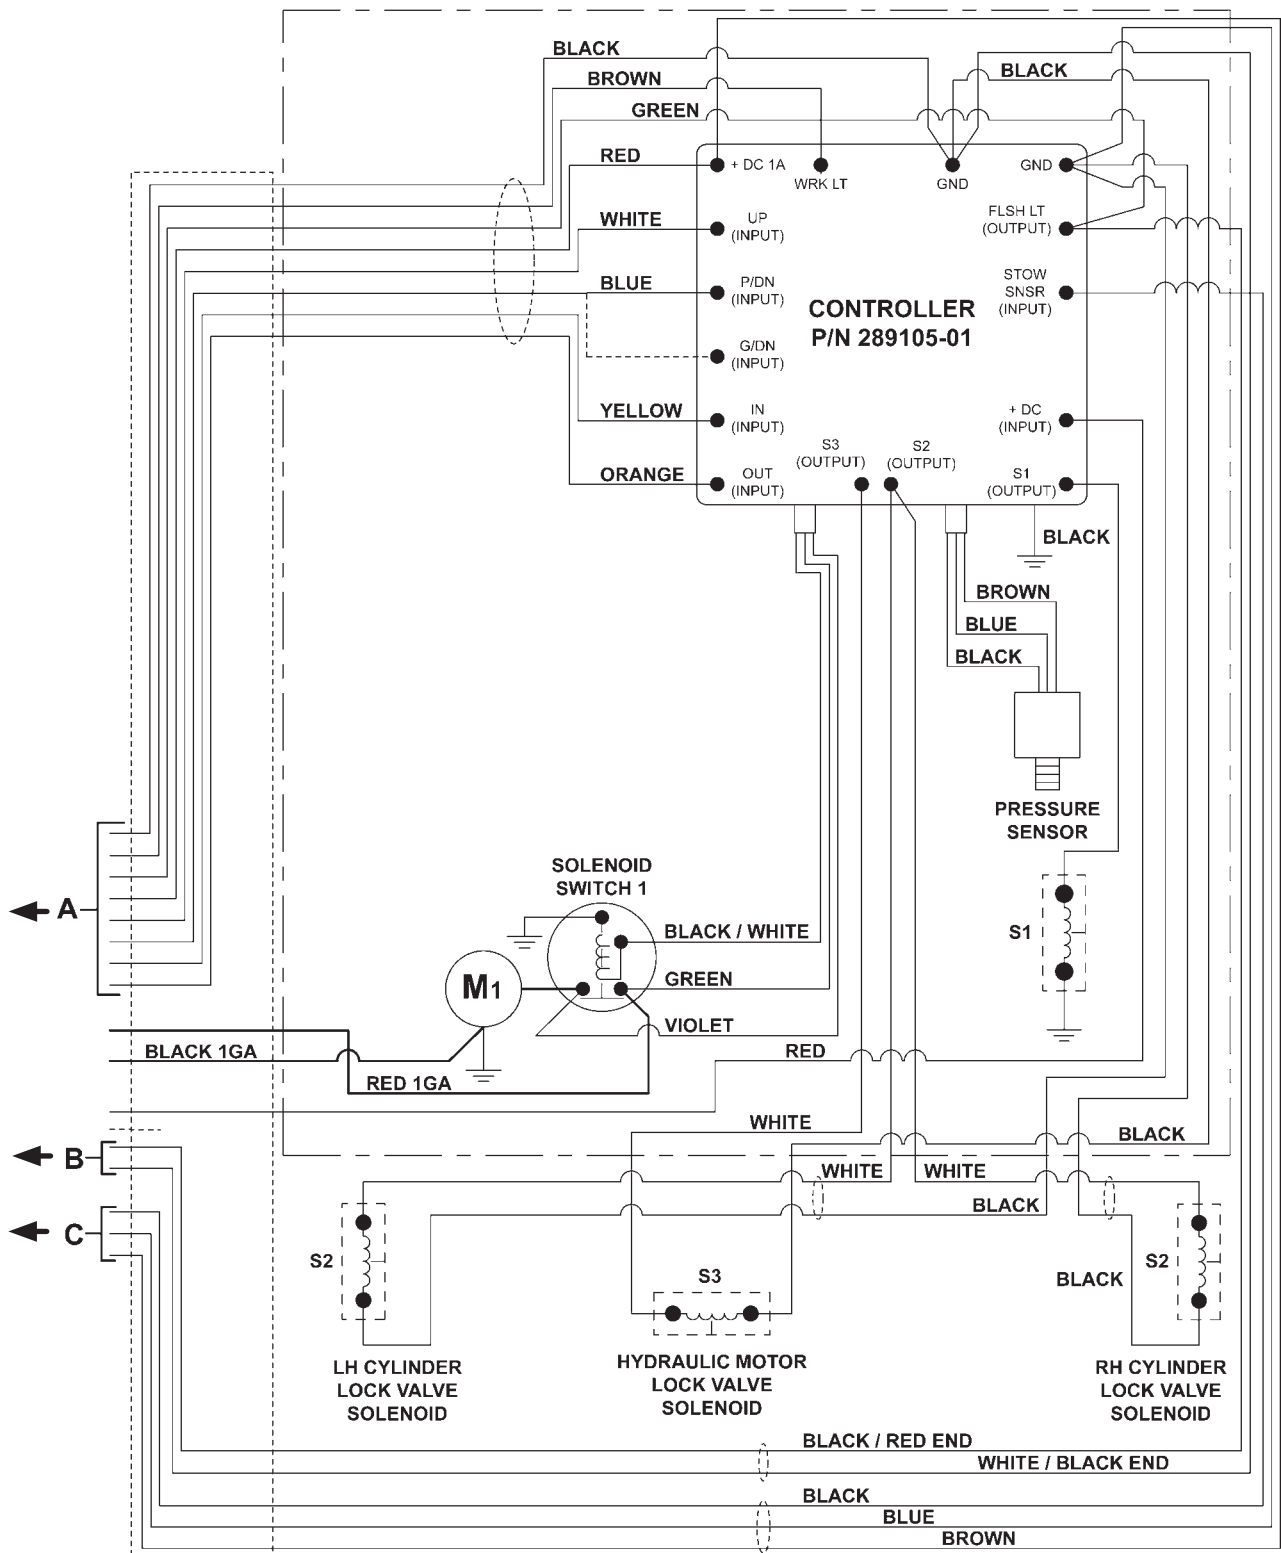 BLACK
BROWN
BLACK
GREEN
RED
+ DC 1A
WRK LT
GND
GND
WHITE
UP
(INPUT)
FLSH LT
(OUTPUT)
BLUE
P/DN
(INPUT)
STOW
SNSR
(INPUT)
CONTROLLER
P/N 289105-01
G/DN
(INPUT)
YELLOW
IN
(INPUT)
+ DC
(INPUT)
S3
(OUTPUT)
S2
(OUTPUT)
ORANGE
OUT
(INPUT)
S1
(OUTPUT)
BLACK
BROWN
BLUE
BLACK
PRESSURE
SENSOR
SOLENOID
SWITCH 1
A
BLACK / WHITE
S1
M1
GREEN
VIOLET
BLACK 1GA
RED
RED 1GA
WHITE
BLACK
B
WHITE
WHITE
BLACK
C
S2
S3
S2
BLACK
LH CYLINDER
LOCK VALVE
SOLENOID
HYDRAULIC MOTOR
LOCK VALVE
SOLENOID
RH CYLINDER
LOCK VALVE
SOLENOID
BLACK / RED END
WHITE / BLACK END
BLACK
BLUE
BROWN